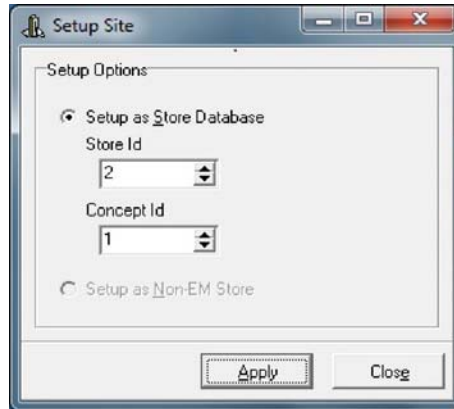 Setup Site
Setup Options
Setup as Store Database
Store Id
2
Concept Id
1
Setup as Non-EM Store
Apply
Close